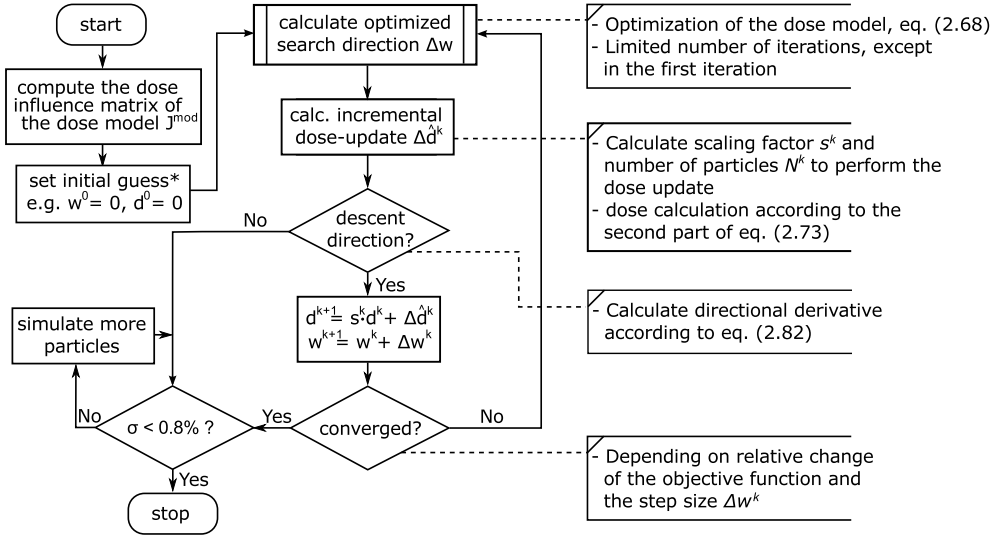 start
compute the dose
influence matrix of
the dose model J^mod
set initial guess*
e.g. w^0= 0, d^0= 0
calculate optimized
search direction Δw
calc. incremental
dose-update Δd̂^k
descent
direction?
No
Yes
d^k+1= s^k·d^k+ Δd̂^k
w^k+1= w^k+ Δw^k
simulate more
particles
No
σ < 0.8% ?
Yes
converged?
No
Yes
stop
- Optimization of the dose model, eq. (2.68)
- Limited number of iterations, except
in the first iteration
- Calculate scaling factor s^k and
number of particles N^k to perform the
dose update
- dose calculation according to the
second part of eq. (2.73)
- Calculate directional derivative
according to eq. (2.82)
- Depending on relative change
of the objective function and
the step size Δw^k